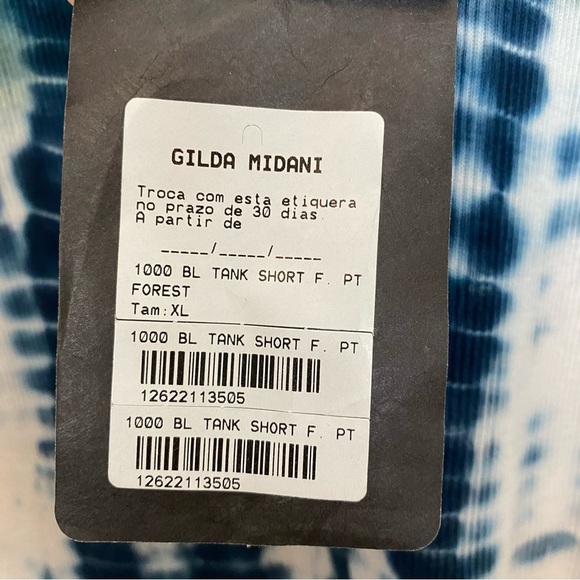 GILDA MIDANI
Troca com esta etiquera
no prazo de 30 dias.
A partir de
_____/_____/_____
1000 BL TANK SHORT F. PT
FOREST
Tam:XL
1000 BL TANK SHORT F. PT
12622113505
1000 BL TANK SHORT F. PT
12622113505